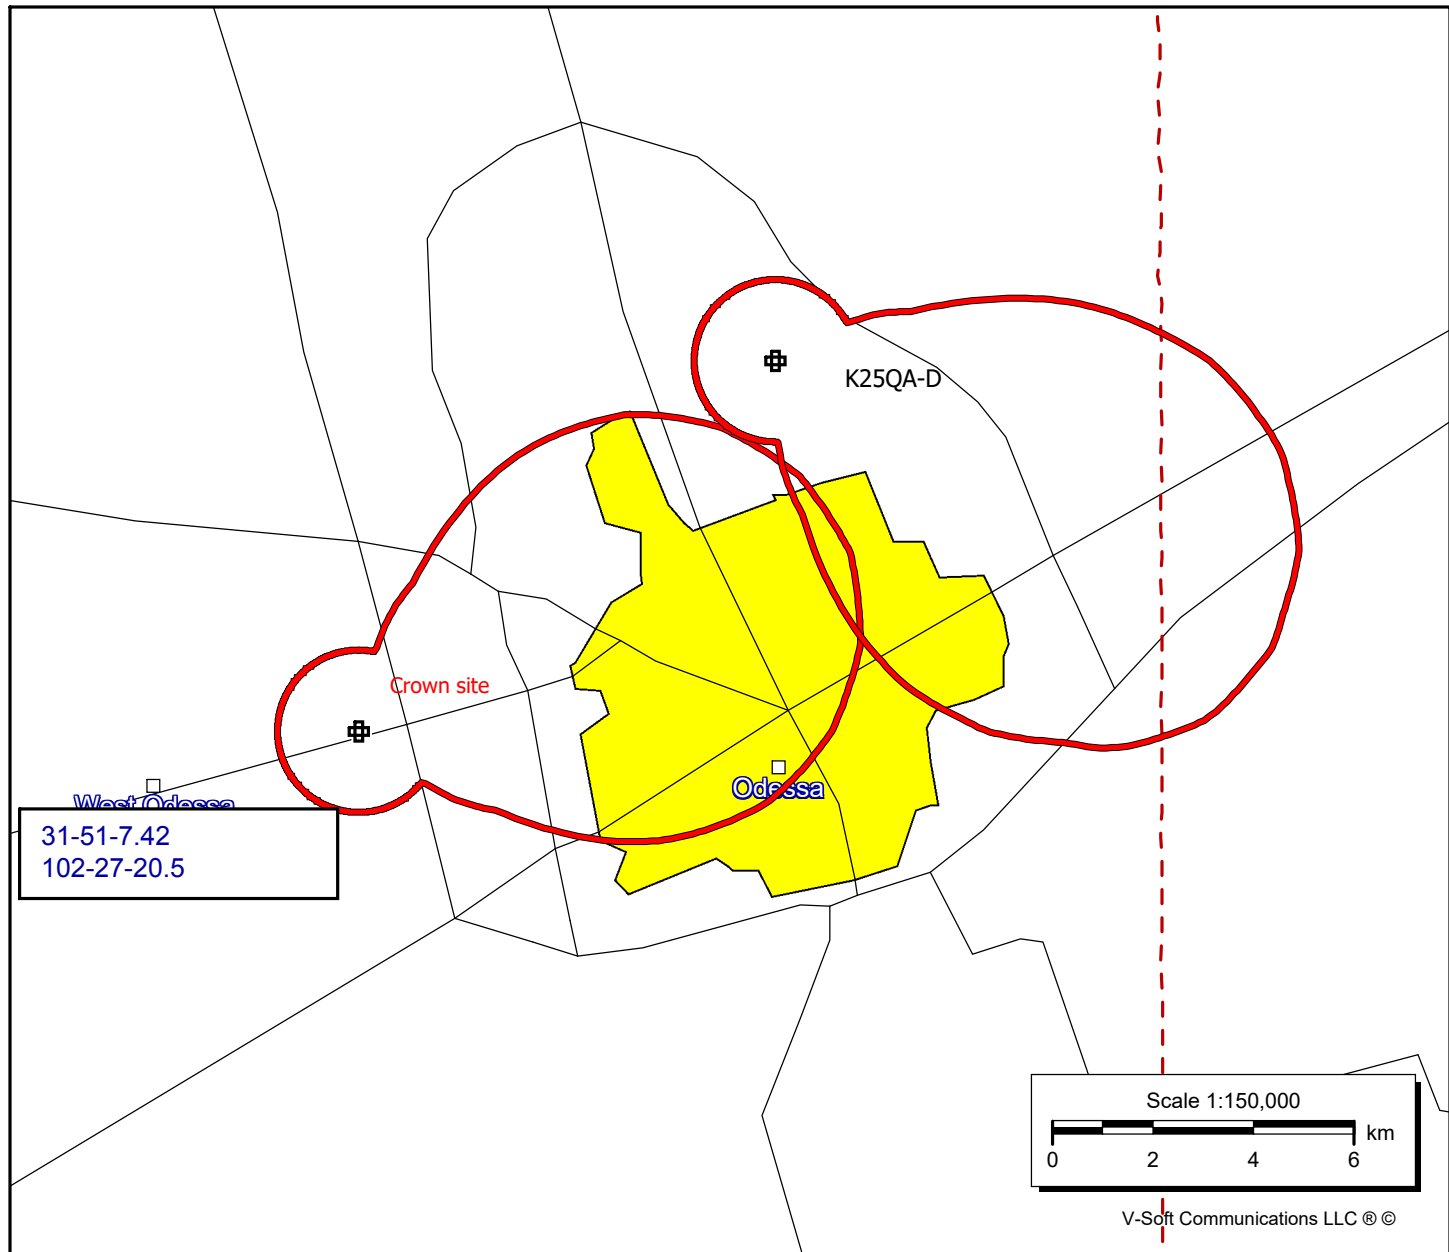 K25QA-D
Crown site
West Odessa
Odessa
31-51-7.42
102-27-20.5
Scale 1:150,000
km
0 2 4 6
V-Soft Communications LLC ® ©